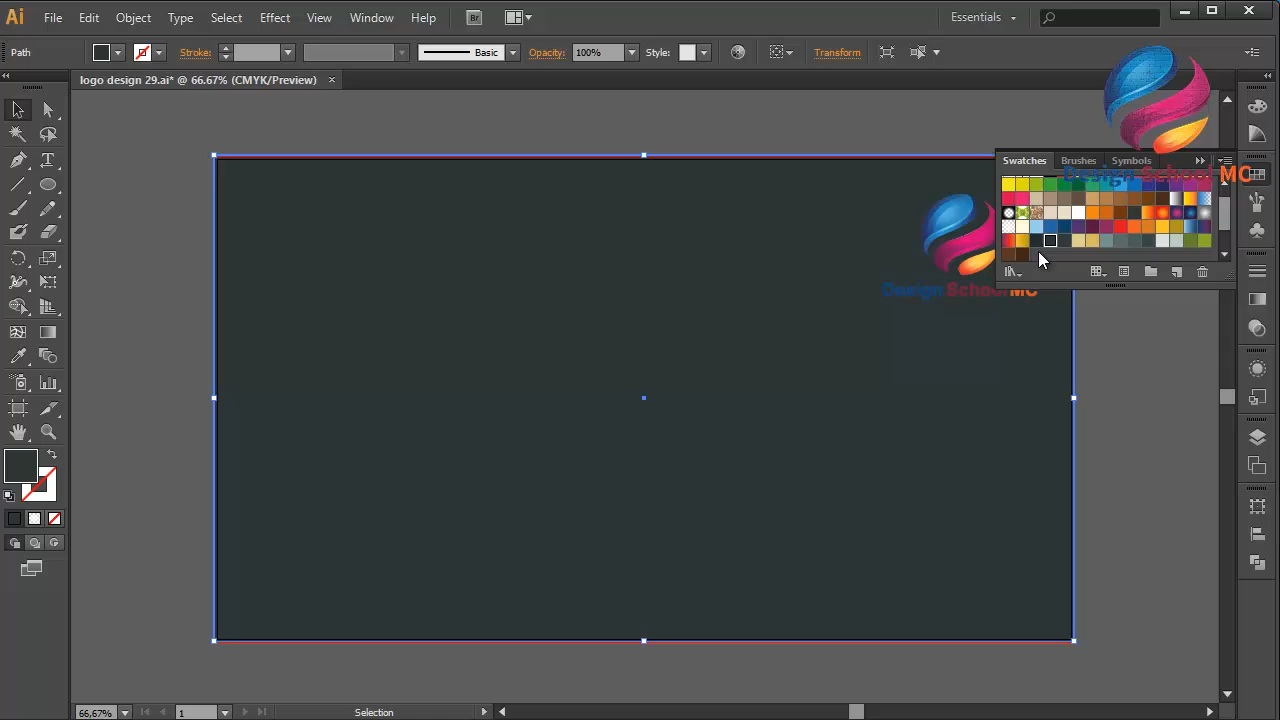 Ai File Edit Object Type Select Effect View Window Help Br Essentials
Path Stroke: Basic Opacity: 100% Style: Transform
logo design 29.ai* @ 66.67% (CMYK/Preview)
Swatches Brushes Symbols
Design School MC
Design School MC
66,67% 1 Selection